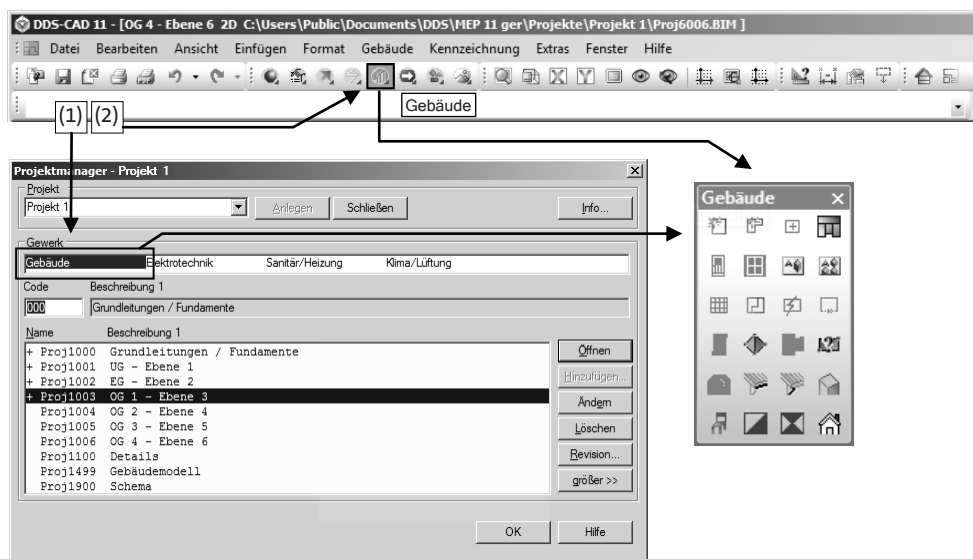 DDS-CAD 11 - [OG 4 - Ebene 6 2D C:\Users\Public\Documents\DDS\MEP 11 ger\Projekte\Projekt 1\Proj6006.BIM ]
Datei Bearbeiten Ansicht Einfügen Format Gebäude Kennzeichnung Extras Fenster Hilfe
(1) (2)
Gebäude
Projektmanager - Projekt 1
Projekt
Projekt 1 Anlegen Schließen Info...
Gewerk
Gebäude Elektrotechnik Sanitär/Heizung Klima/Lüftung
Code Beschreibung 1
000 Grundleitungen / Fundamente
Name Beschreibung 1
+ Proj1000 Grundleitungen / Fundamente
+ Proj1001 UG - Ebene 1
+ Proj1002 EG - Ebene 2
+ Proj1003 OG 1 - Ebene 3
Proj1004 OG 2 - Ebene 4
Proj1005 OG 3 - Ebene 5
Proj1006 OG 4 - Ebene 6
Proj1100 Details
Proj1499 Gebäudemodell
Proj1900 Schema
Öffnen
Hinzufügen...
Ändern
Löschen
Revision...
größer >>
OK Hilfe
Gebäude